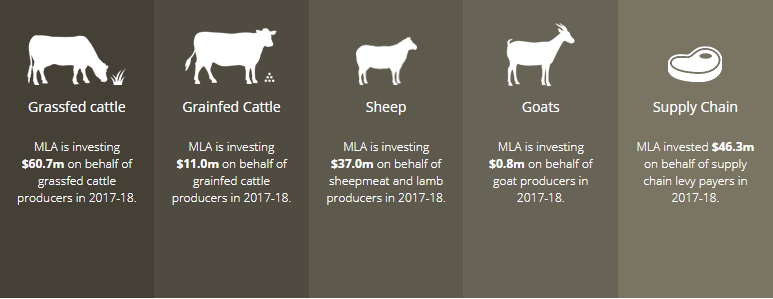 Grassfed cattle
MLA is investing
$60.7m on behalf of
grassfed cattle
producers in 2017-18.
Grainfed Cattle
MLA is investing
$11.0m on behalf of
grainfed cattle
producers in 2017-18.
Sheep
MLA is investing
$37.0m on behalf of
sheepmeat and lamb
producers in 2017-18.
Goats
MLA is investing
$0.8m on behalf of
goat producers in
2017-18.
Supply Chain
MLA invested $46.3m
on behalf of supply
chain levy payers in
2017-18.